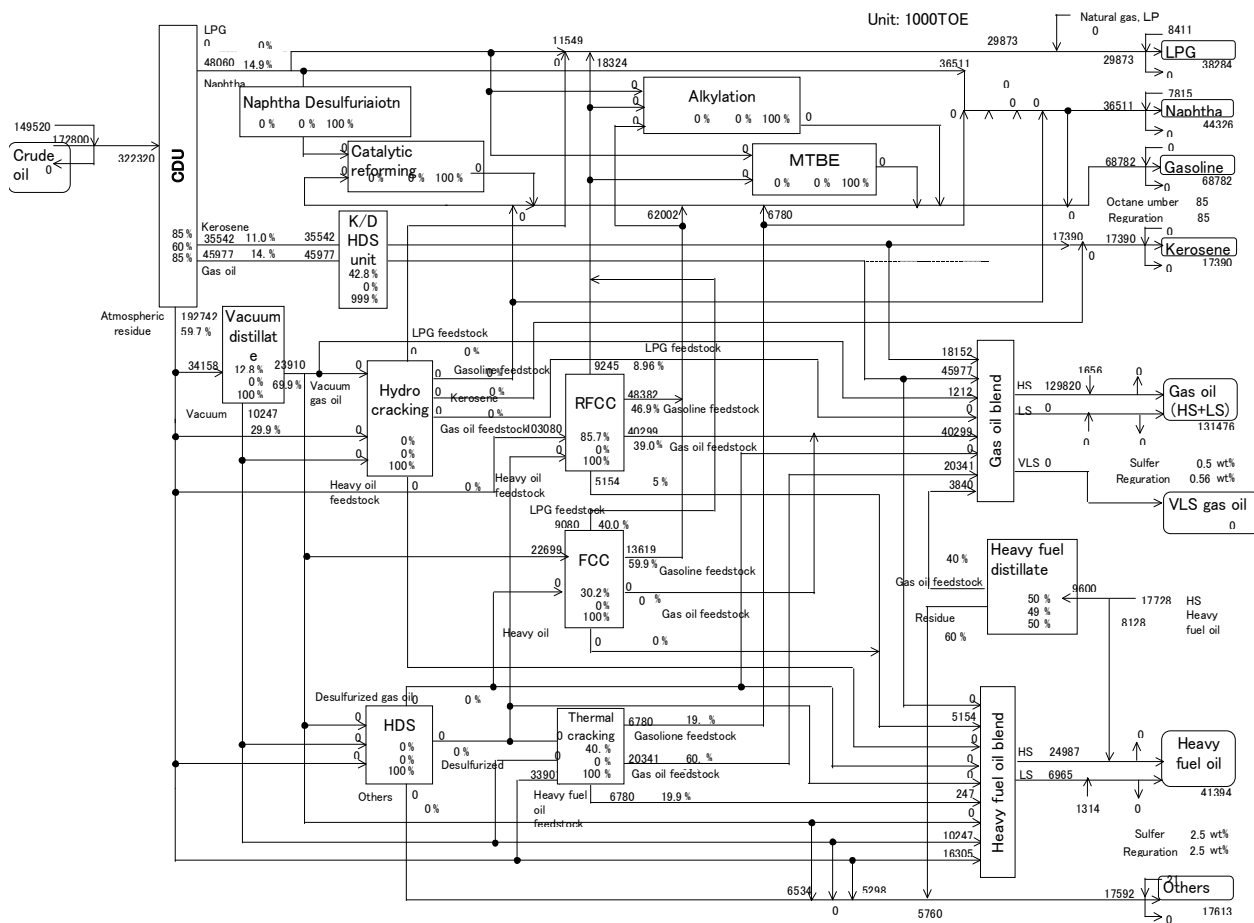 Unit: 1000TOE
Natural gas, LP
0
8411
LPG
0 0%
11549
0
18324
29873
29873
LPG
38284
0
48060 14.9%
Naphtha
36511
Naphtha Desulfuriaiotn
0% 0% 100%
Alkylation
0% 0% 100%
0
0
0
0
0
0 0
36511
7815
Naphtha
44326
0
149520
172800
322320
Crude
oil
0
CDU
Catalytic
reforming
0% 0% 100%
0
0
0
MTBE
0% 0% 100%
0
0
0
68782
Gasoline
68782
0
0
0
62002
6780
0
Octane umber 85
Reguration 85
85%
60%
85%
Kerosene
35542 11.0% 35542
45977 14. % 45977
Gas oil
K/D
HDS
unit
42.8%
0%
999%
17390
0
17390
0
Kerosene
17390
0
Atmospheric
residue
192742
59.7%
34158
Vacuum
distillat
e
12.8%
0%
100%
23910
69.9%
Vacuum
gas oil
Vacuum
10247
29.9%
LPG feedstock
0 0%
Hydro
cracking
0%
0%
100%
0
0
0
0 0%
Gasoline feedstock
0
Kerosene
0%
0
Gas oil feedstock
Heavy oil
feedstock
0 0%
LPG feedstock
9245 8.96%
RFCC
85.7%
0%
100%
103080
0
48382
46.9% Gasoline feedstock
40299
39.0% Gas oil feedstock
Heavy oil
feedstock
5154 5%
18152
45977
1212
0
40299
0
20341
3840
Gas oil blend
HS 129820
1656
0
LS 0
0
0
VLS 0
Gas oil
(HS+LS)
131476
Sulfer 0.5 wt%
Reguration 0.56 wt%
VLS gas oil
0
LPG feedstock
9080 40.0%
FCC
30.2%
0%
100%
22699
0
13619
59.9%
Gasoline feedstock
0
0 %
Gas oil feedstock
Heavy oil
0 0%
Heavy fuel
distillate
50%
49%
50%
40%
Gas oil feedstock
Residue
60%
9600
17728
8128
HS
Heavy
fuel oil
Desulfurized gas oil
0 0%
HDS
0%
0%
100%
0
0
0
0
0%
Desulfurized
Others
0
0%
Thermal
cracking
40.
%
0%
100%
0
0
33901
6780 19. %
Gasolione feedstock
20341 60. %
Gas oil feedstock
Heavy fuel
oil
feedstock
6780 19.9%
0
5154
0
0
0
247
0
10247
16305
Heavy fuel oil blend
HS 24987
0
LS 6965
1314
0
Heavy
fuel oil
41394
Sulfer 2.5 wt%
Reguration 2.5 wt%
6534
0
5298
5760
17592
21
Others
17613
0